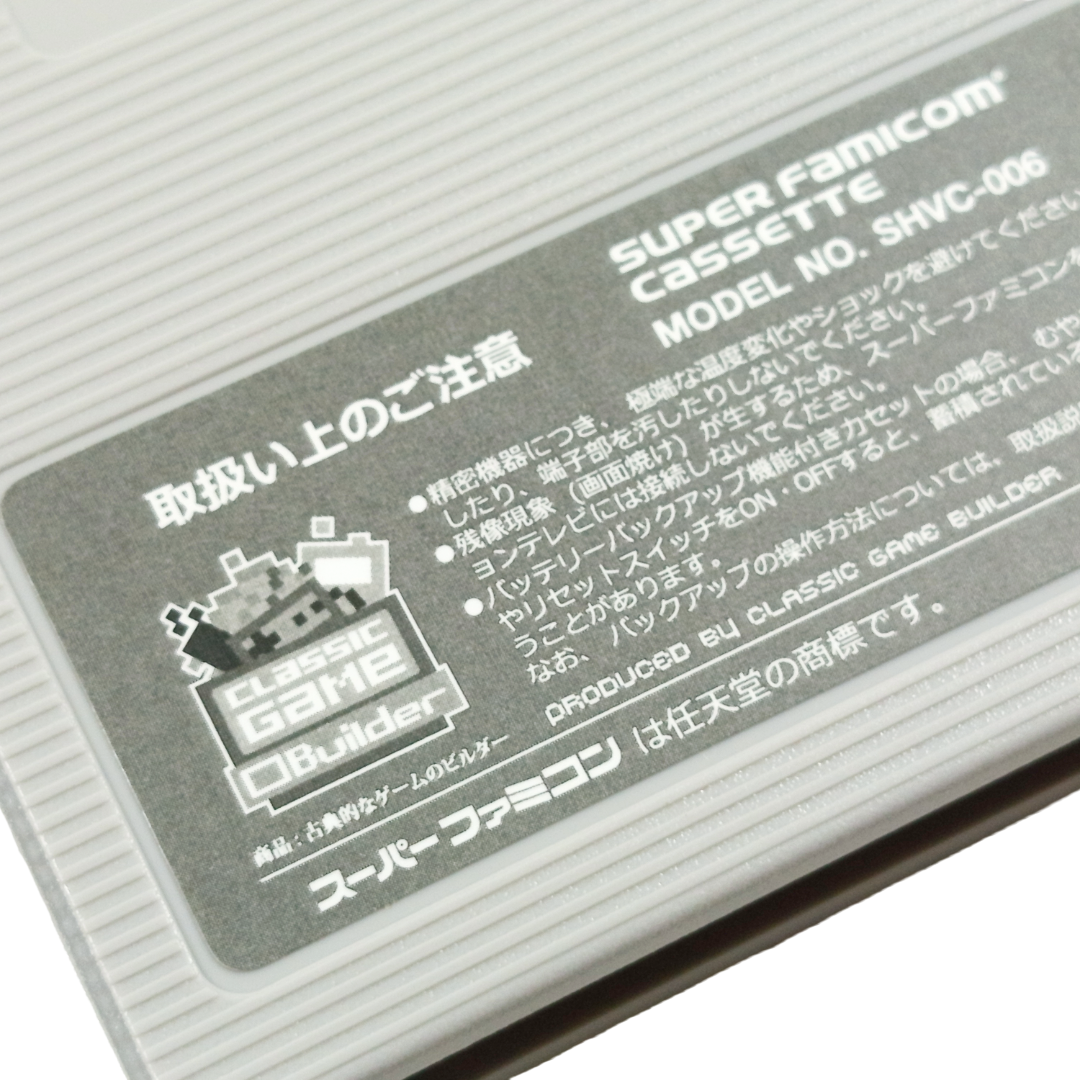 SUPER Famicom
CASSETTE
MODEL NO. SHVC-006
取扱い上のご注意
●精密機器につき、極端な温度変化やショックを避けてください
したり、端子部を汚したりしないでください。
●残像現象（画面焼け）が生するため、スーパーファミコンを
ョンテレビには接続しないでください。
●バッテリーバックアップ機能付きカセットの場合、むや
やリセットスイッチをON・OFFすると、蓄積されている
うことがあります。
なお、バックアップの操作方法については、取扱説
PRODUCED BY CLASSIC GAME BUILDER
Classic
GAME
Builder
商品：古典的なゲームのビルダー
スーパーファミコン は任天堂の商標です。